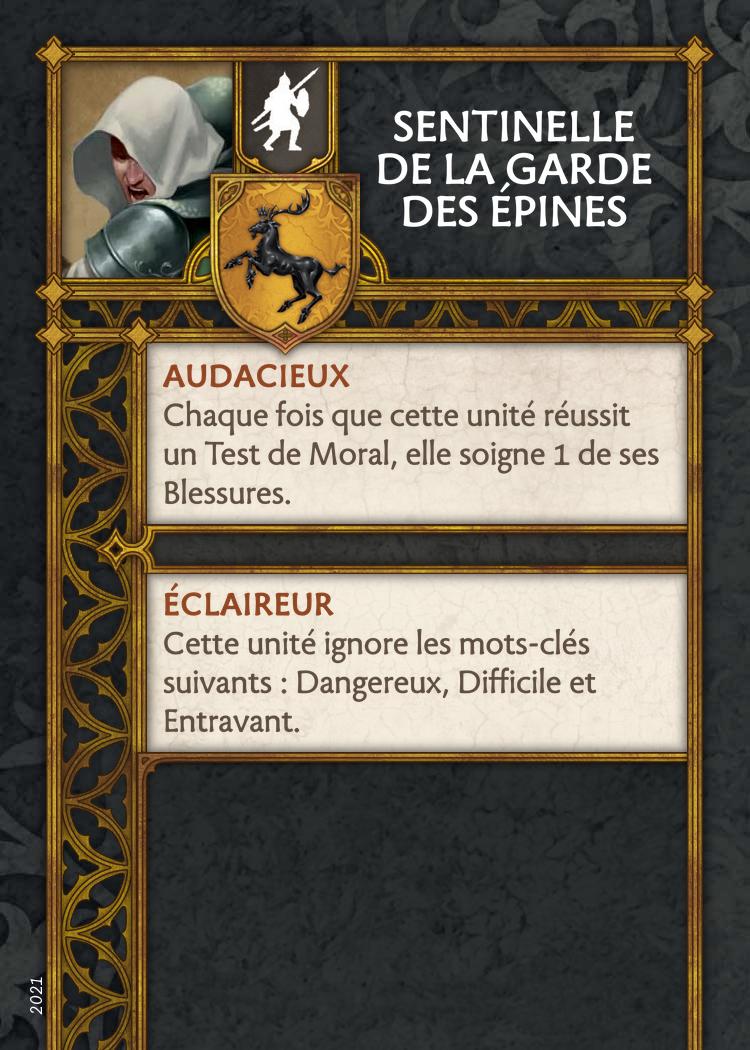 SENTINELLE
DE LA GARDE
DES ÉPINES
AUDACIEUX
Chaque fois que cette unité réussit
un Test de Moral, elle soigne 1 de ses
Blessures.
ÉCLAIREUR
Cette unité ignore les mots-clés
suivants : Dangereux, Difficile et
Entravant.
2021